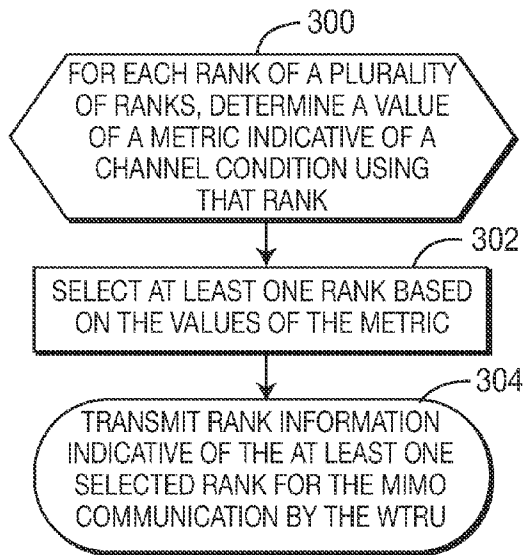 300
FOR EACH RANK OF A PLURALITY
OF RANKS, DETERMINE A VALUE
OF A METRIC INDICATIVE OF A
CHANNEL CONDITION USING
THAT RANK
302
SELECT AT LEAST ONE RANK BASED
ON THE VALUES OF THE METRIC
304
TRANSMIT RANK INFORMATION
INDICATIVE OF THE AT LEAST ONE
SELECTED RANK FOR THE MIMO
COMMUNICATION BY THE WTRU